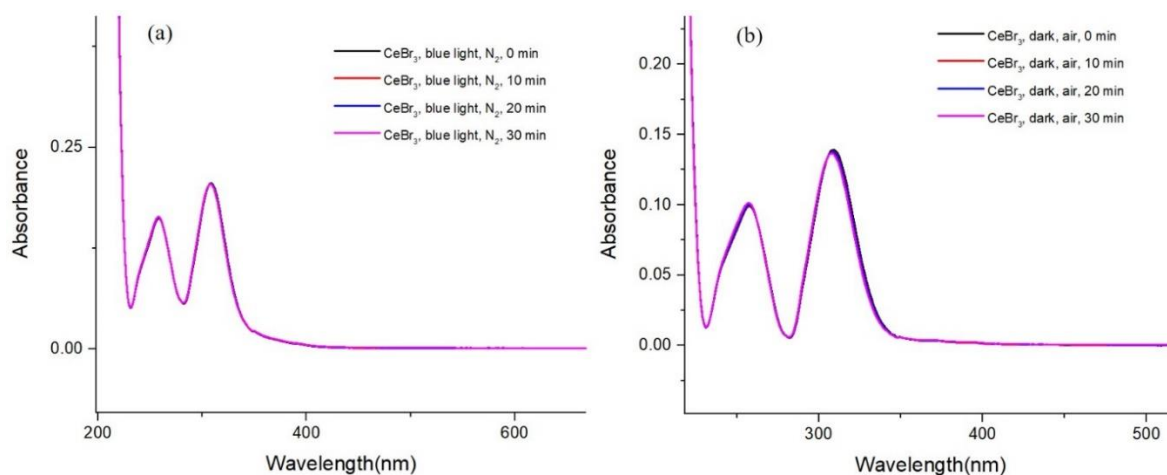 (a)
CeBr₃, blue light, N₂, 0 min
CeBr₃, blue light, N₂, 10 min
CeBr₃, blue light, N₂, 20 min
CeBr₃, blue light, N₂, 30 min
0.25
0.00
Absorbance
200
400
600
Wavelength(nm)
(b)
CeBr₃, dark, air, 0 min
CeBr₃, dark, air, 10 min
CeBr₃, dark, air, 20 min
CeBr₃, dark, air, 30 min
0.20
0.15
0.10
0.05
0.00
Absorbance
300
400
500
Wavelength(nm)